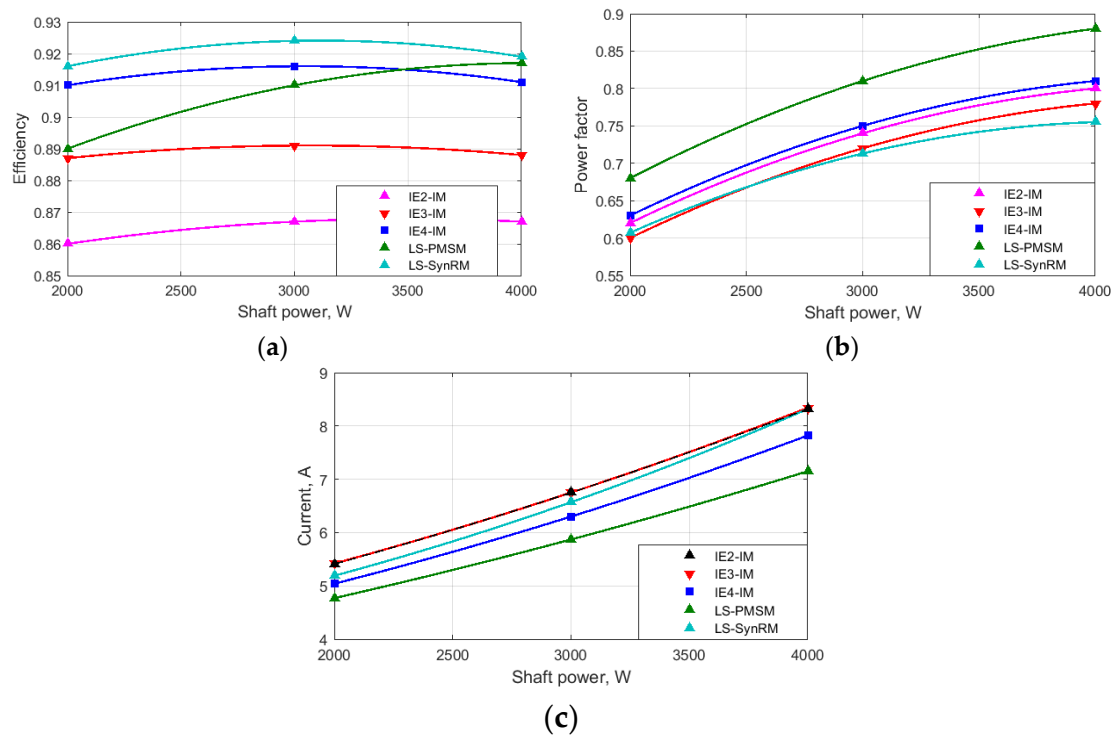 0.93
0.92
0.91
0.9
0.89
0.88
0.87
0.86
0.85
Efficiency
IE2-IM
IE3-IM
IE4-IM
LS-PMSM
LS-SynRM
2000 2500 3000 3500 4000
Shaft power, W
(a)
0.9
0.85
0.8
0.75
0.7
0.65
0.6
0.55
Power factor
IE2-IM
IE3-IM
IE4-IM
LS-PMSM
LS-SynRM
2000 2500 3000 3500 4000
Shaft power, W
(b)
9
8
7
6
5
4
Current, A
IE2-IM
IE3-IM
IE4-IM
LS-PMSM
LS-SynRM
2000 2500 3000 3500 4000
Shaft power, W
(c)